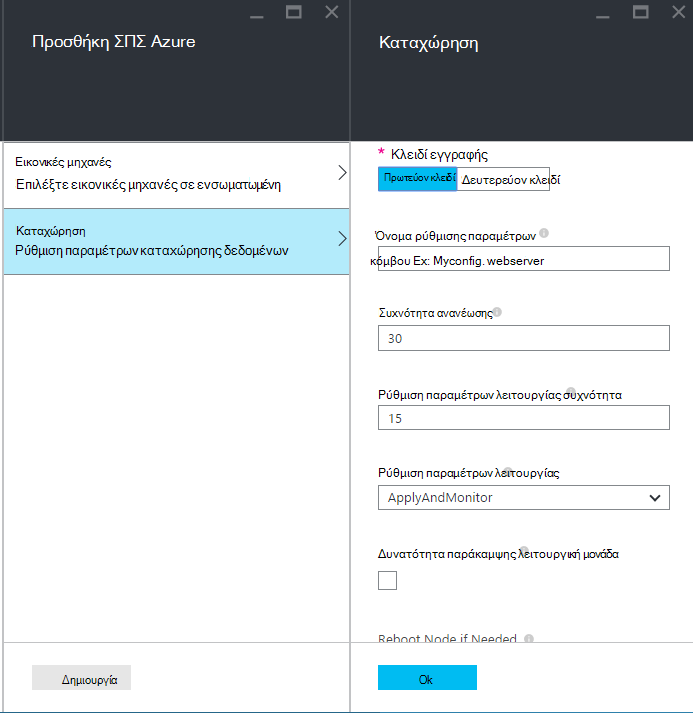 Προσθήκη ΣΠΣ Azure
Εικονικές μηχανές
Επιλέξτε εικονικές μηχανές σε ενσωματωμένη
Καταχώρηση
Ρύθμιση παραμέτρων καταχώρησης δεδομένων
Δημιουργία
Καταχώρηση
* Κλειδί εγγραφής
Πρωτεύον κλειδί
Δευτερεύον κλειδί
Όνομα ρύθμισης παραμέτρων
κόμβου Ex: Myconfig. webserver
Συχνότητα ανανέωσης
30
Ρύθμιση παραμέτρων λειτουργίας συχνότητα
15
Ρύθμιση παραμέτρων λειτουργίας
ApplyAndMonitor
Δυνατότητα παράκαμψης λειτουργική μονάδα
Reboot Node if Needed
Ok